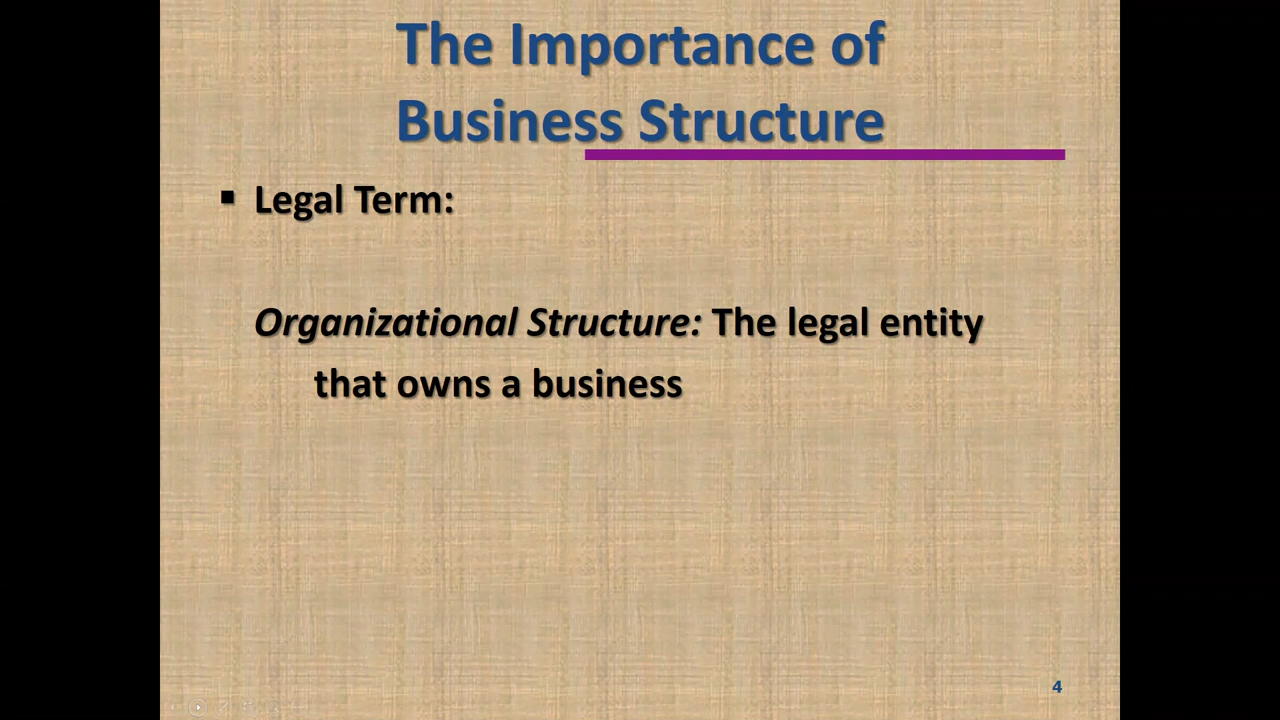 The Importance of
Business Structure
▪ Legal Term:
Organizational Structure: The legal entity
that owns a business
4